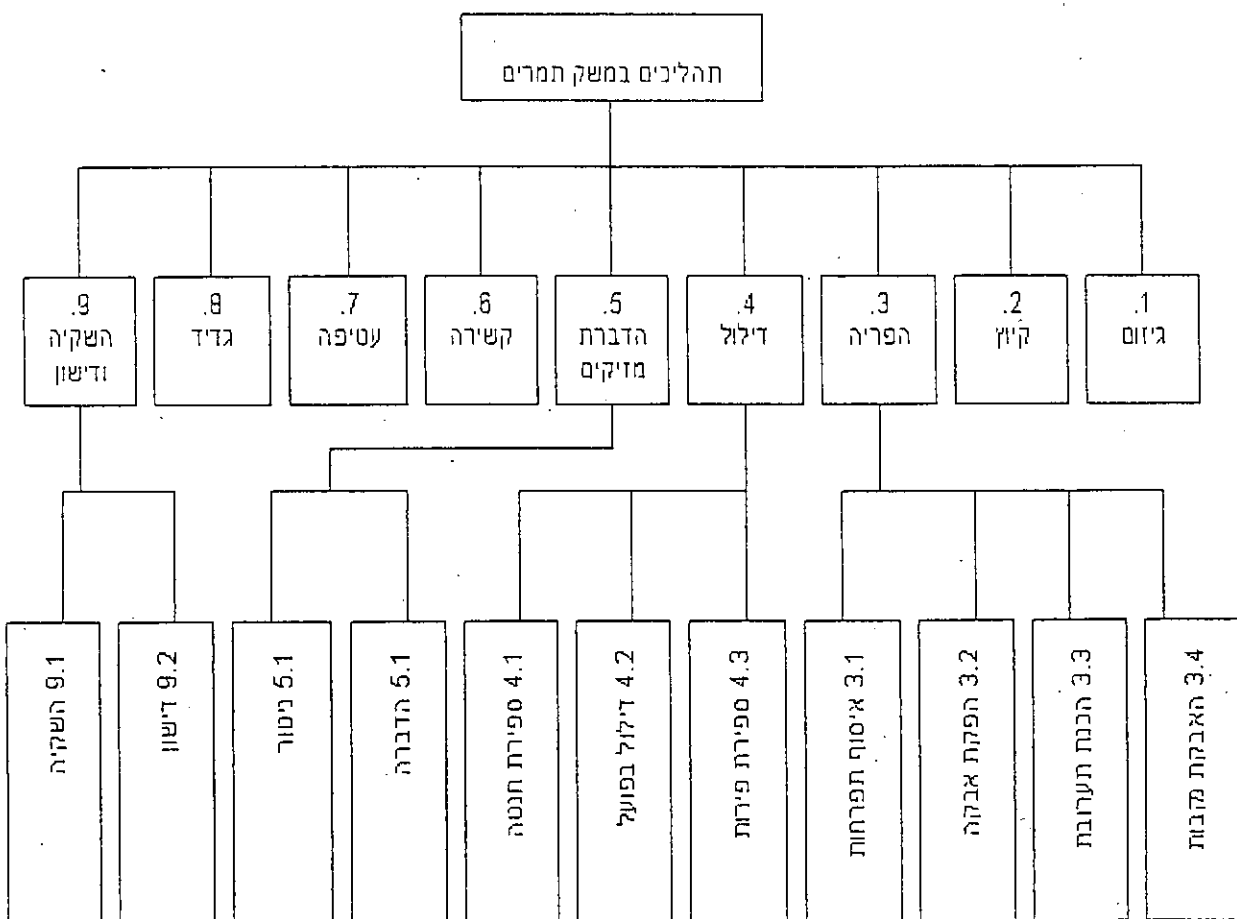 תהליכים במשק תמרים
.1
גיזום
.2
קיוץ
.3
הפריה
.4
דילול
.5
הדברת
מזיקים
.6
קשירה
.7
עטיפה
.8
גדיד
.9
השקיה
ודישון
3.4 האבקת נקבות
3.3 הכנת תערובת
3.2 הפקת אבקה
3.1 איסוף תפרחות
4.3 ספירת פירות
4.2 דילול בפועל
4.1 ספירת חנטה
5.1 הדברה
5.1 ניטור
9.2 דישון
9.1 השקיה